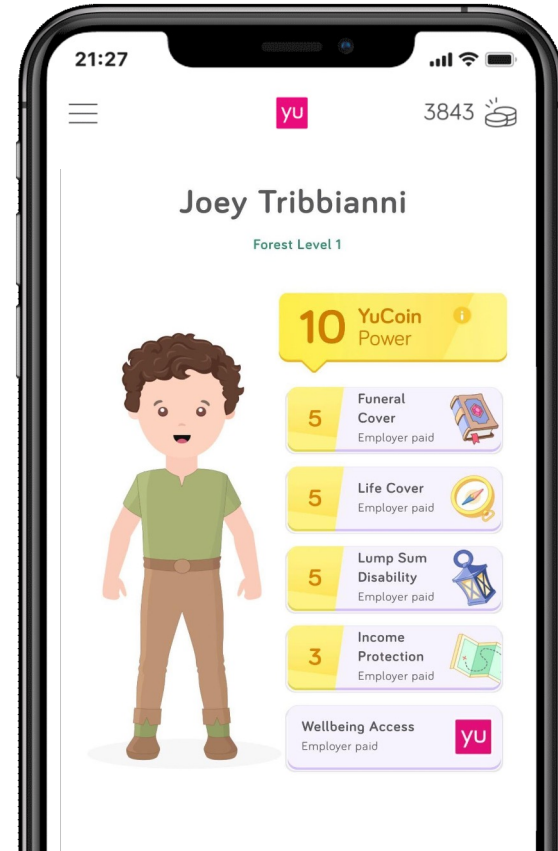 21:27
yu
3843
Joey Tribbianni
Forest Level 1
10
YuCoin
Power
i
5
Funeral
Cover
Employer paid
5
Life Cover
Employer paid
5
Lump Sum
Disability
Employer paid
3
Income
Protection
Employer paid
Wellbeing Access
Employer paid
yu